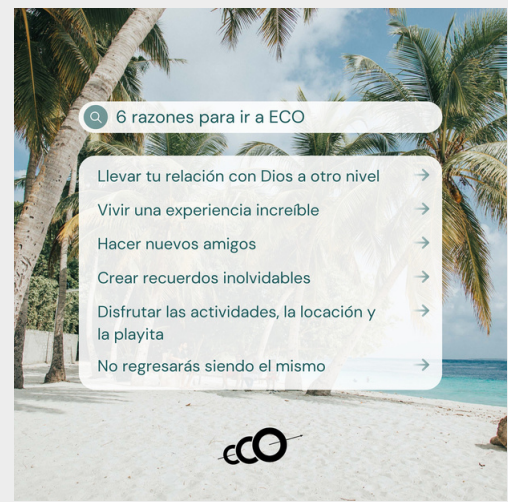 6 razones para ir a ECO
Llevar tu relación con Dios a otro nivel
Vivir una experiencia increíble
Hacer nuevos amigos
Crear recuerdos inolvidables
Disfrutar las actividades, la locación y
la playita
No regresarás siendo el mismo
eCO